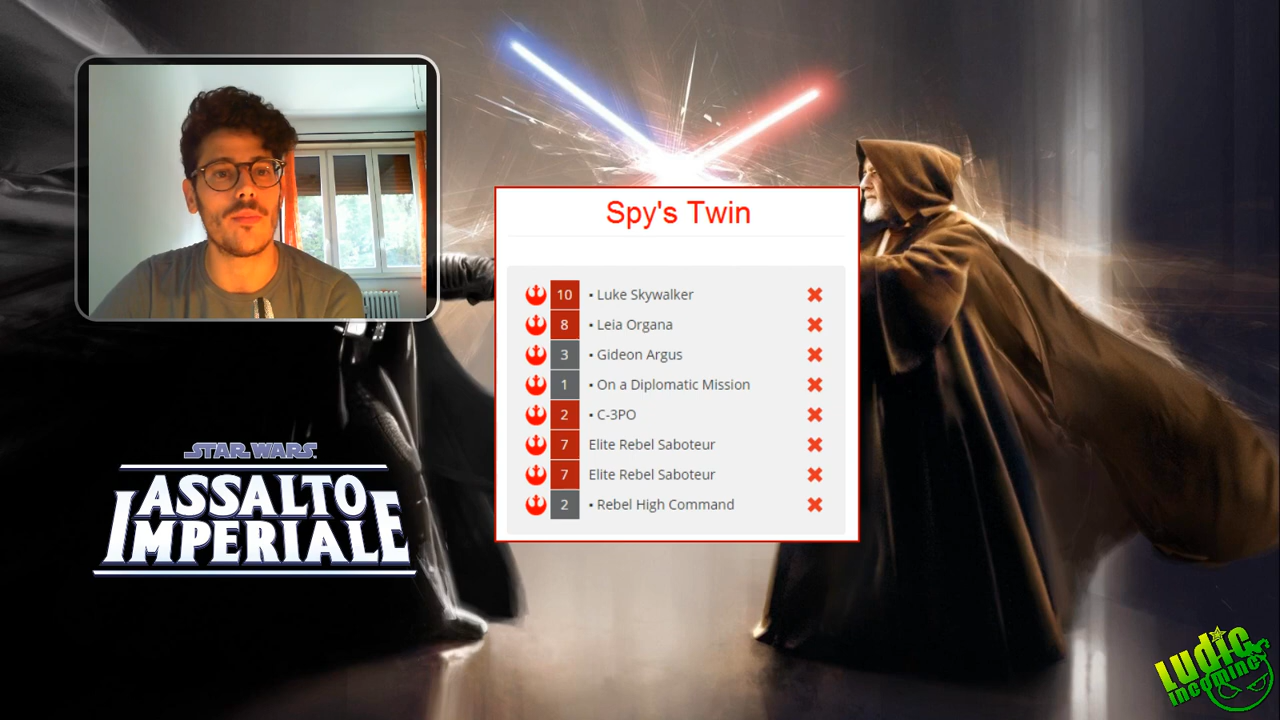 Spy's Twin
10 • Luke Skywalker
8 • Leia Organa
3 • Gideon Argus
1 • On a Diplomatic Mission
2 • C-3PO
7 Elite Rebel Saboteur
7 Elite Rebel Saboteur
2 • Rebel High Command
STAR WARS
ASSALTO
IMPERIALE
LUDIC
Incoming